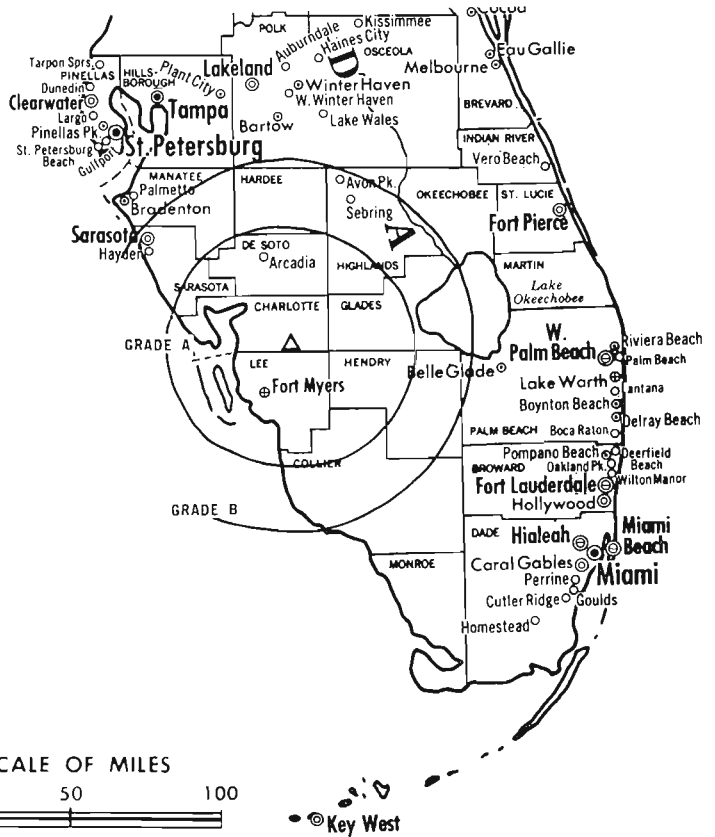 Cocoa
Kissimmee
POLK
Auburndale
Haines City
OSCEOLA
Eau Gallie
Melbourne
Tarpon Sprs.
PINELLAS
HILLS-
BOROUGH
Plant City
Lakeland
D
Dunedin
Clearwater
Tampa
Winter Haven
W. Winter Haven
BREVARD
Largo
Pinellas Pk.
Bartow
Lake Wales
St. Petersburg
INDIAN RIVER
St. Petersburg
Beach
Gulfport
Vero Beach
MANATEE
HARDEE
Avon Pk.
OKEECHOBEE
ST. LUCIE
Palmetto
Bradenton
Sebring
Fort Pierce
Sarasota
Hayden
A
DE SOTO
Arcadia
HIGHLANDS
MARTIN
SARASOTA
Lake
Okeechobee
CHARLOTTE
GLADES
GRADE A
W.
Palm Beach
Riviera Beach
Palm Beach
LEE
HENDRY
Belle Glade
Fort Myers
Lake Worth
Lantana
Boynton Beach
Delray Beach
PALM BEACH
Boca Raton
COLLIER
Pompano Beach
Deerfield
Beach
BROWARD
Oakland Pk.
Fort Lauderdale
Wilton Manor
Hollywood
GRADE B
DADE
Hialeah
Miami
Beach
MONROE
Caral Gables
Miami
Perrine
Cutler Ridge
Goulds
Homestead
CALE OF MILES
50
100
Key West